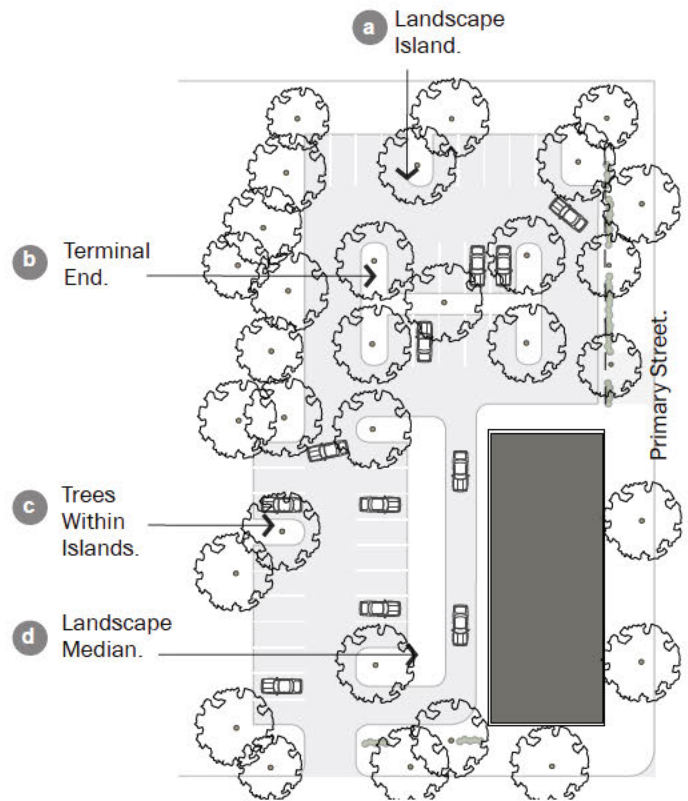 a Landscape
Island.
b Terminal
End.
Primary Street.
c Trees
Within
Islands.
d Landscape
Median.